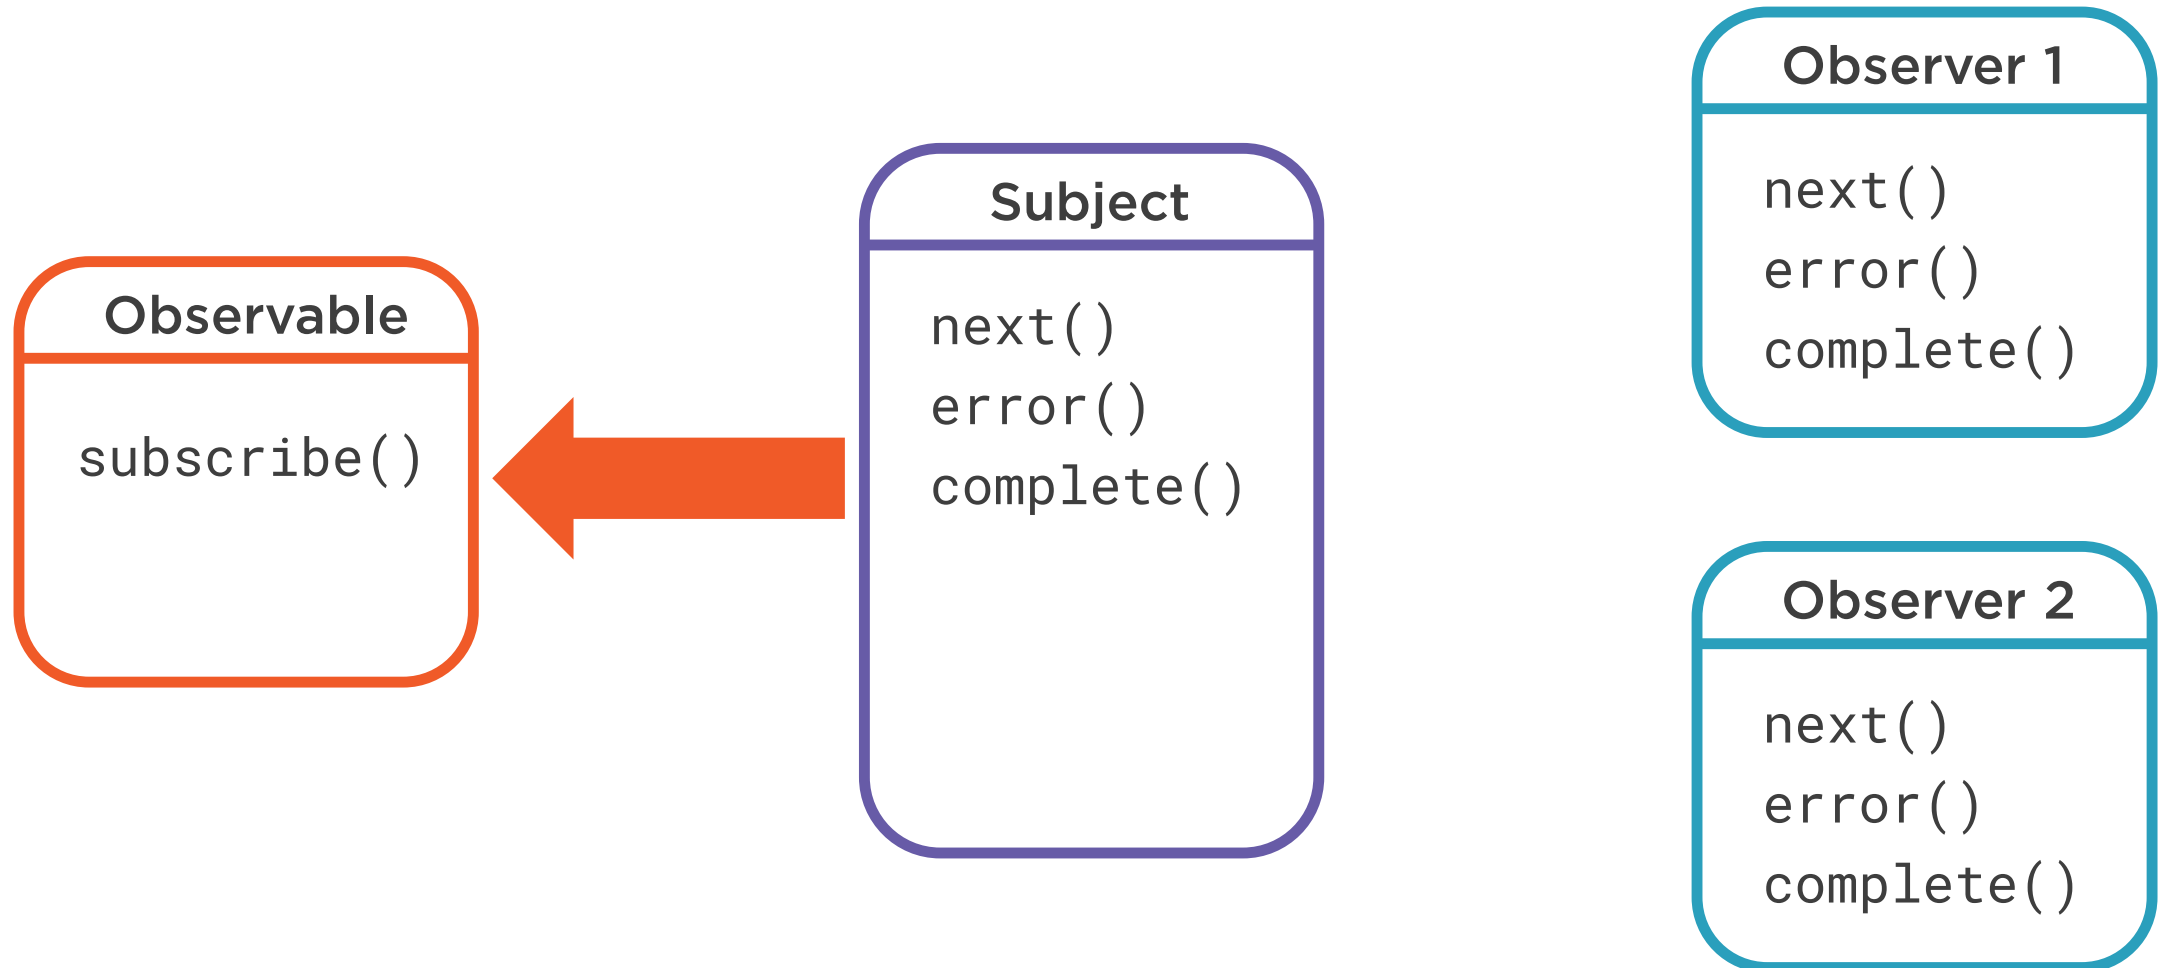 Observable
subscribe()
Subject
next()
error()
complete()
Observer 1
next()
error()
complete()
Observer 2
next()
error()
complete()